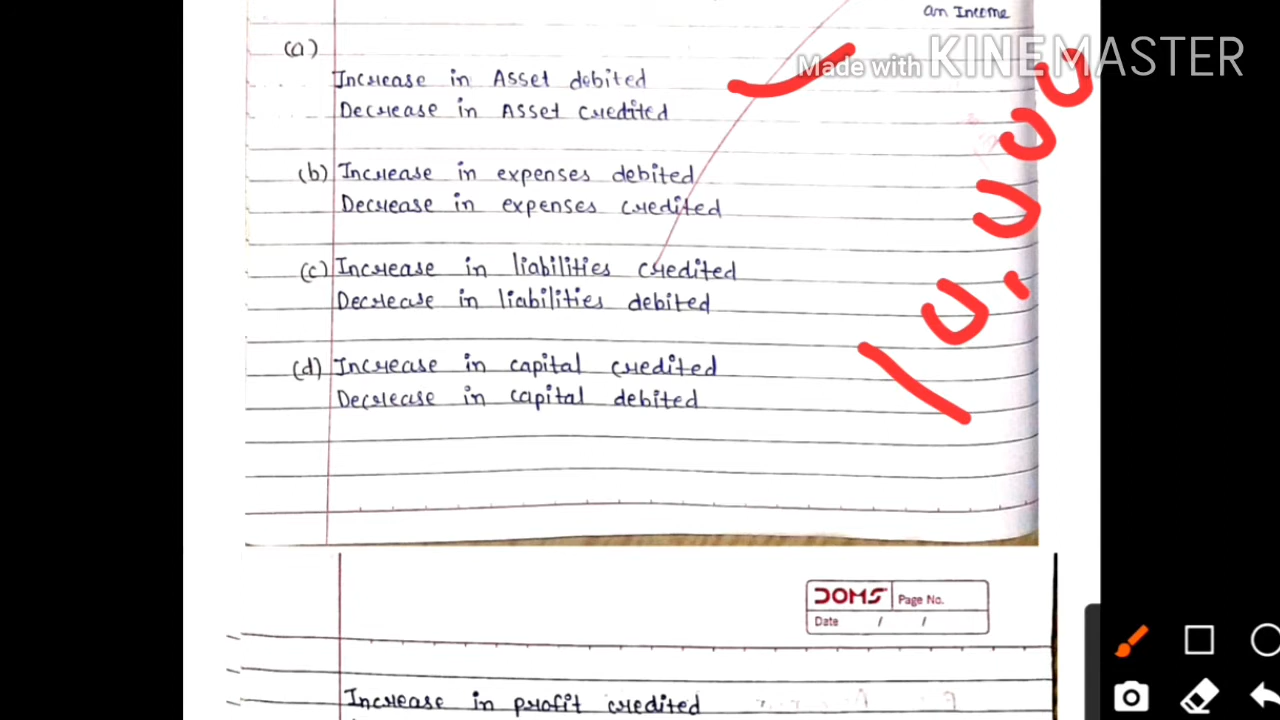 an Income
Made with KINEMASTER
(a)
Increase in Asset debited
Decrease in Asset credited
(b) Increase in expenses debited
Decrease in expenses credited
(c) Increase in liabilities credited
Decrease in liabilities debited
(d) Increase in capital credited
Decrease in capital debited
10,000
DOMS Page No.
Date / /
Increase in profit credited